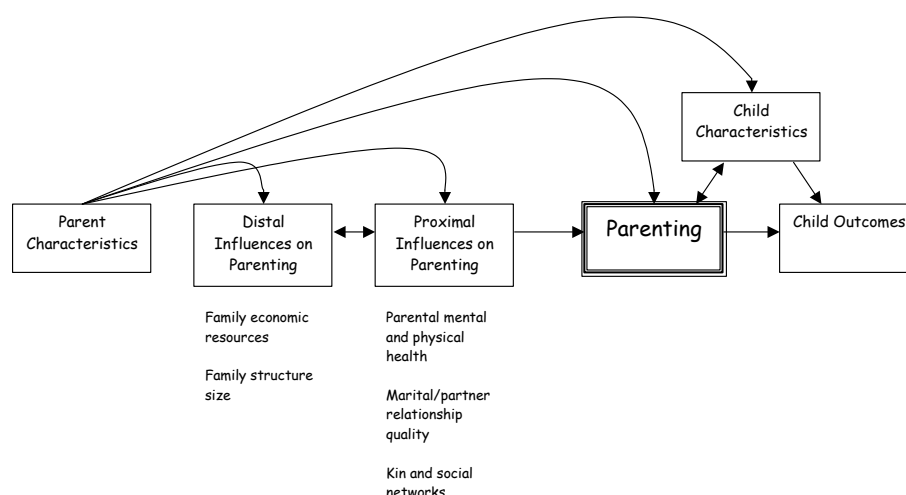 Child
Characteristics
Parent
Characteristics
Distal
Influences on
Parenting
Proximal
Influences on
Parenting
Parenting
Child Outcomes
Family economic
resources
Family structure
size
Parental mental
and physical
health
Marital/partner
relationship
quality
Kin and social
networks